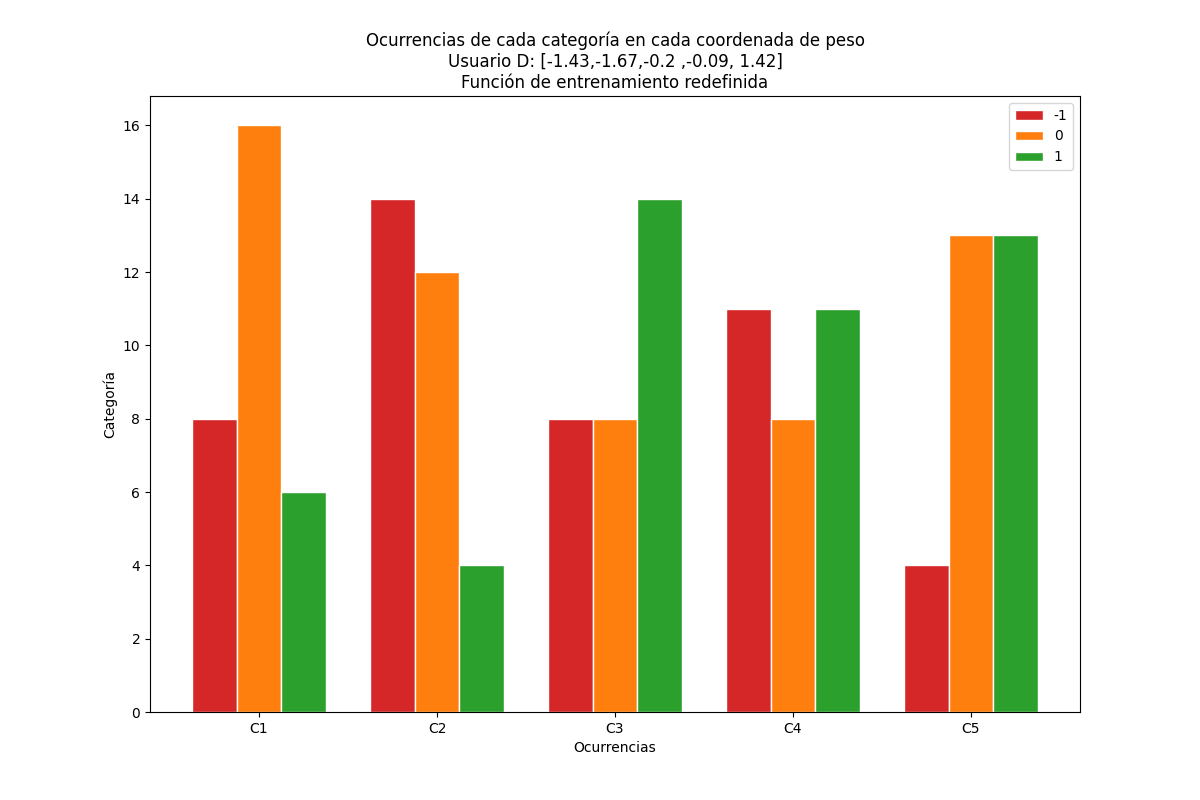 Ocurrencias de cada categoría en cada coordenada de peso
Usuario D: [-1.43,-1.67,-0.2 ,-0.09, 1.42]
Función de entrenamiento redefinida
-1
0
1
16
14
12
10
8
6
4
2
0
Categoría
C1 C2 C3 C4 C5
Ocurrencias